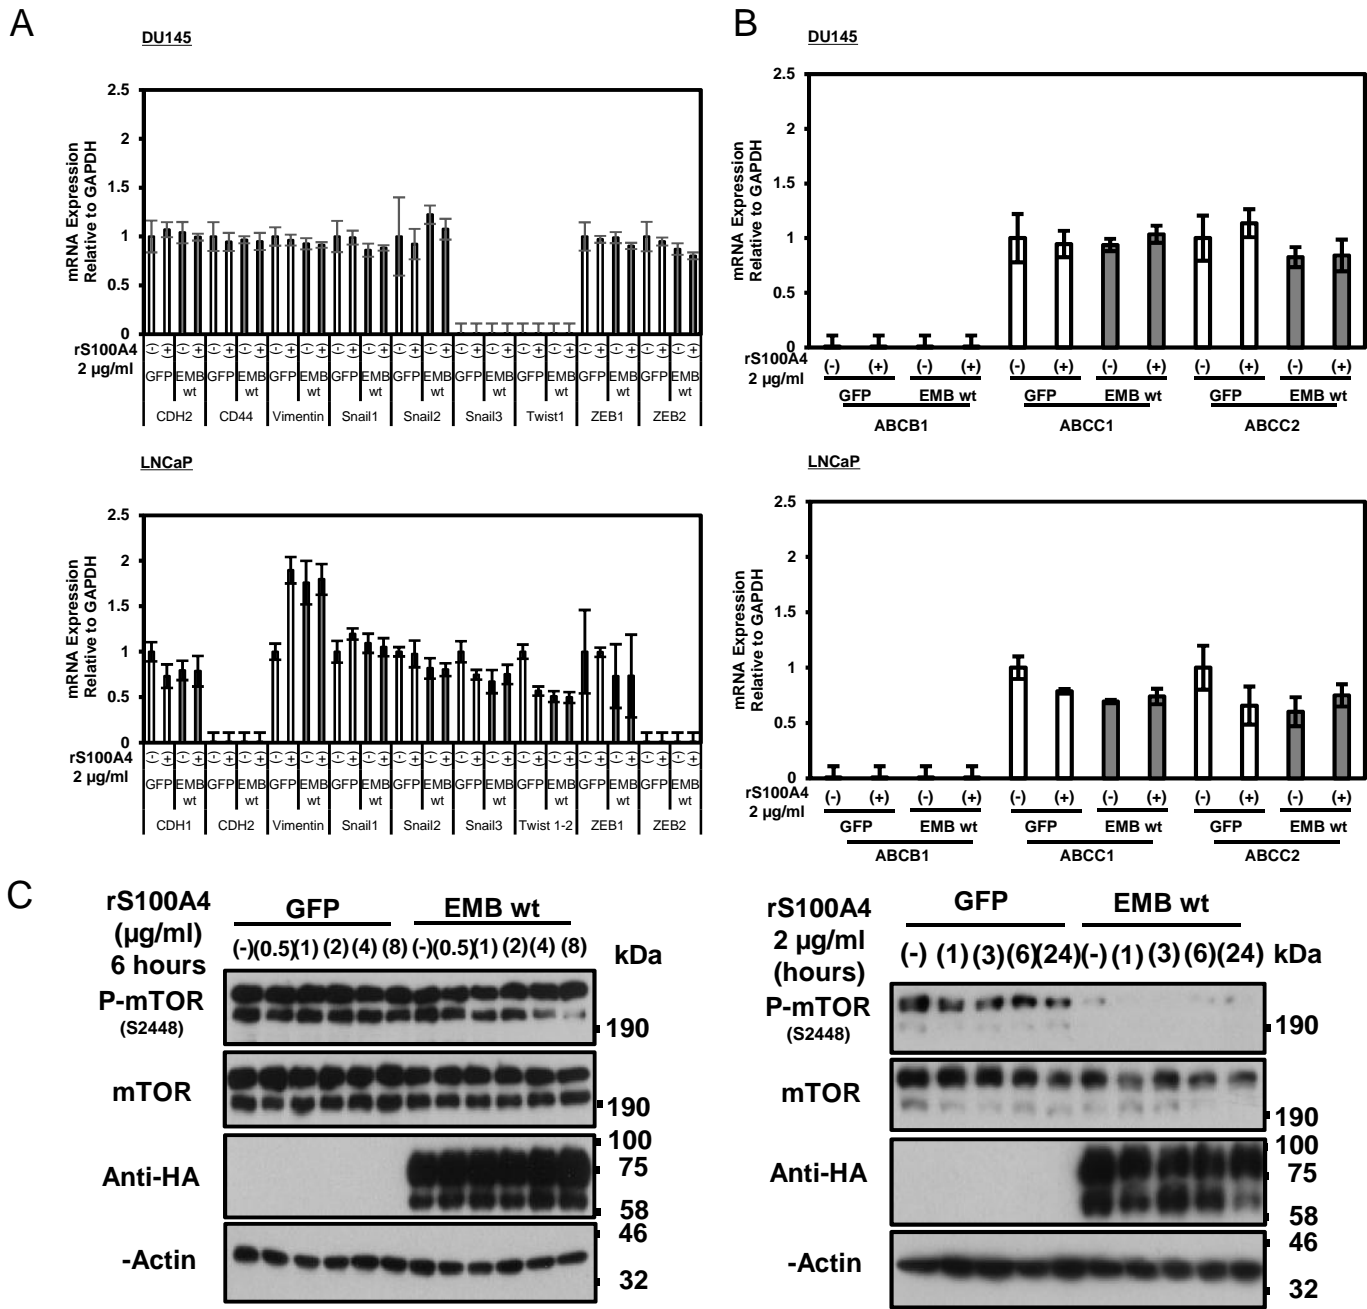 A
DU145
2.5
2
1.5
1
0.5
0
mRNA Expression
Relative to GAPDH
rS100A4
2 µg/ml
(-) (+) (-) (+) (-) (+) (-) (+) (-) (+) (-) (+) (-) (+) (-) (+) (-) (+) (-) (+) (-) (+) (-) (+) (-) (+) (-) (+) (-) (+) (-) (+) (-) (+) (-) (+)
GFP EMB GFP EMB GFP EMB GFP EMB GFP EMB GFP EMB GFP EMB GFP EMB GFP EMB
wt wt wt wt wt wt wt wt wt
CDH2 CD44 Vimentin Snail1 Snail2 Snail3 Twist1 ZEB1 ZEB2
LNCaP
2.5
2
1.5
1
0.5
0
mRNA Expression
Relative to GAPDH
rS100A4
2 µg/ml
(-) (+) (-) (+) (-) (+) (-) (+) (-) (+) (-) (+) (-) (+) (-) (+) (-) (+) (-) (+) (-) (+) (-) (+) (-) (+) (-) (+) (-) (+) (-) (+) (-) (+) (-) (+)
GFP EMB GFP EMB GFP EMB GFP EMB GFP EMB GFP EMB GFP EMB GFP EMB GFP EMB
wt wt wt wt wt wt wt wt wt
CDH1 CDH2 Vimentin Snail1 Snail2 Snail3 Twist 1-2 ZEB1 ZEB2
B
DU145
2.5
2
1.5
1
0.5
0
mRNA Expression
Relative to GAPDH
rS100A4
2 µg/ml
(-) (+) (-) (+) (-) (+) (-) (+) (-) (+) (-) (+)
GFP EMB wt GFP EMB wt GFP EMB wt
ABCB1 ABCC1 ABCC2
LNCaP
2.5
2
1.5
1
0.5
0
mRNA Expression
Relative to GAPDH
rS100A4
2 µg/ml
(-) (+) (-) (+) (-) (+) (-) (+) (-) (+) (-) (+)
GFP EMB wt GFP EMB wt GFP EMB wt
ABCB1 ABCC1 ABCC2
C
rS100A4
(µg/ml)
6 hours
GFP EMB wt
(-)(0.5)(1) (2) (4) (8) (-)(0.5)(1) (2) (4) (8) kDa
P-mTOR
(S2448)
190
mTOR
190
Anti-HA
100
75
58
-Actin
46
32
rS100A4
2 µg/ml
(hours)
GFP EMB wt
(-) (1) (3) (6)(24) (-) (1) (3) (6) (24) kDa
P-mTOR
(S2448)
190
mTOR
190
Anti-HA
100
75
58
-Actin
46
32